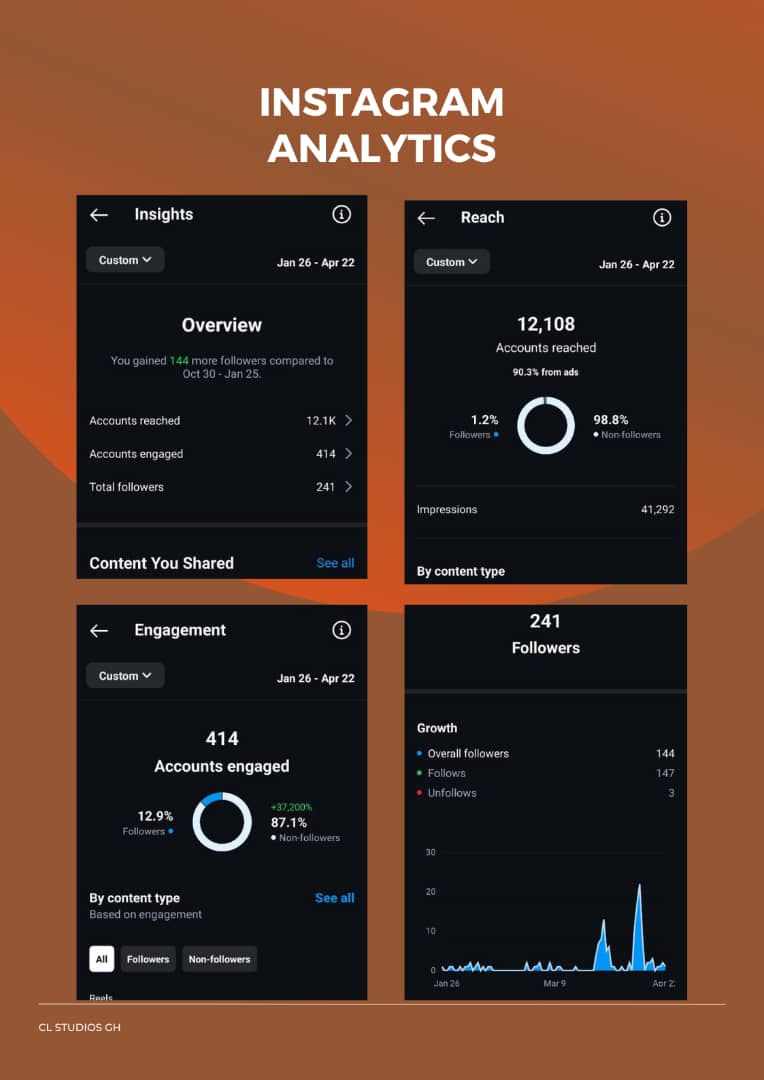 INSTAGRAM
ANALYTICS
Insights
Custom
Jan 26 - Apr 22
Overview
You gained 144 more followers compared to
Oct 30 - Jan 25.
Accounts reached 12.1K
Accounts engaged 414
Total followers 241
Content You Shared See all
Reach
Custom
Jan 26 - Apr 22
12,108
Accounts reached
90.3% from ads
1.2%
Followers
98.8%
Non-followers
Impressions 41,292
By content type
Engagement
Custom
Jan 26 - Apr 22
414
Accounts engaged
12.9%
Followers
+37,200%
87.1%
Non-followers
By content type See all
Based on engagement
All Followers Non-followers
Reels
241
Followers
Growth
Overall followers 144
Follows 147
Unfollows 3
30
20
10
0
Jan 26 Mar 9 Apr 2
CL STUDIOS GH